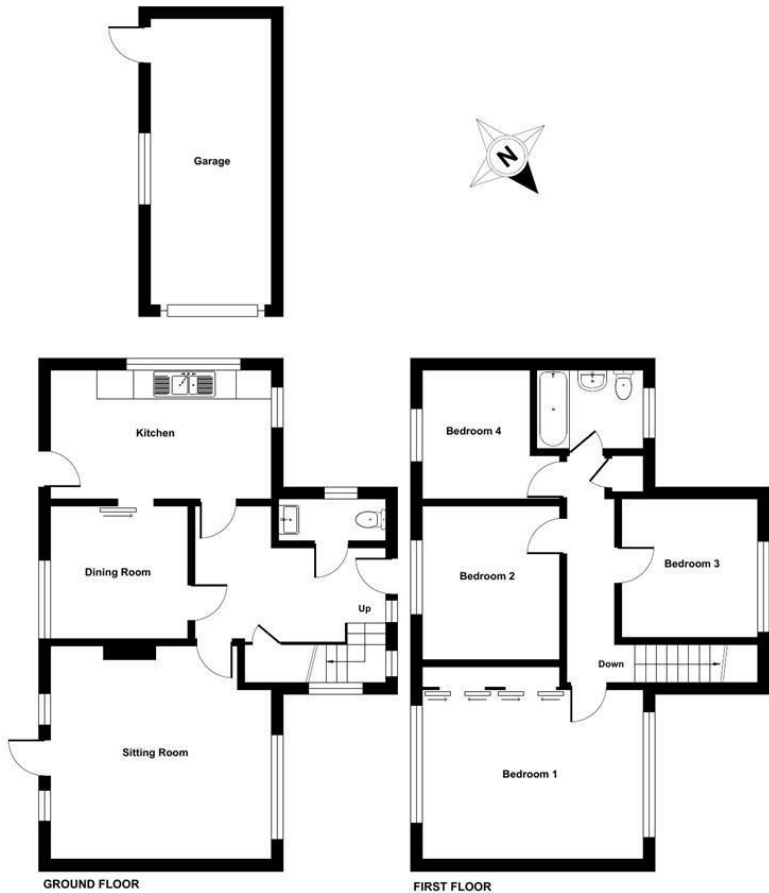 Garage
N
Kitchen
Dining Room
Up
Sitting Room
GROUND FLOOR
Bedroom 4
Bedroom 2
Bedroom 3
Down
Bedroom 1
FIRST FLOOR